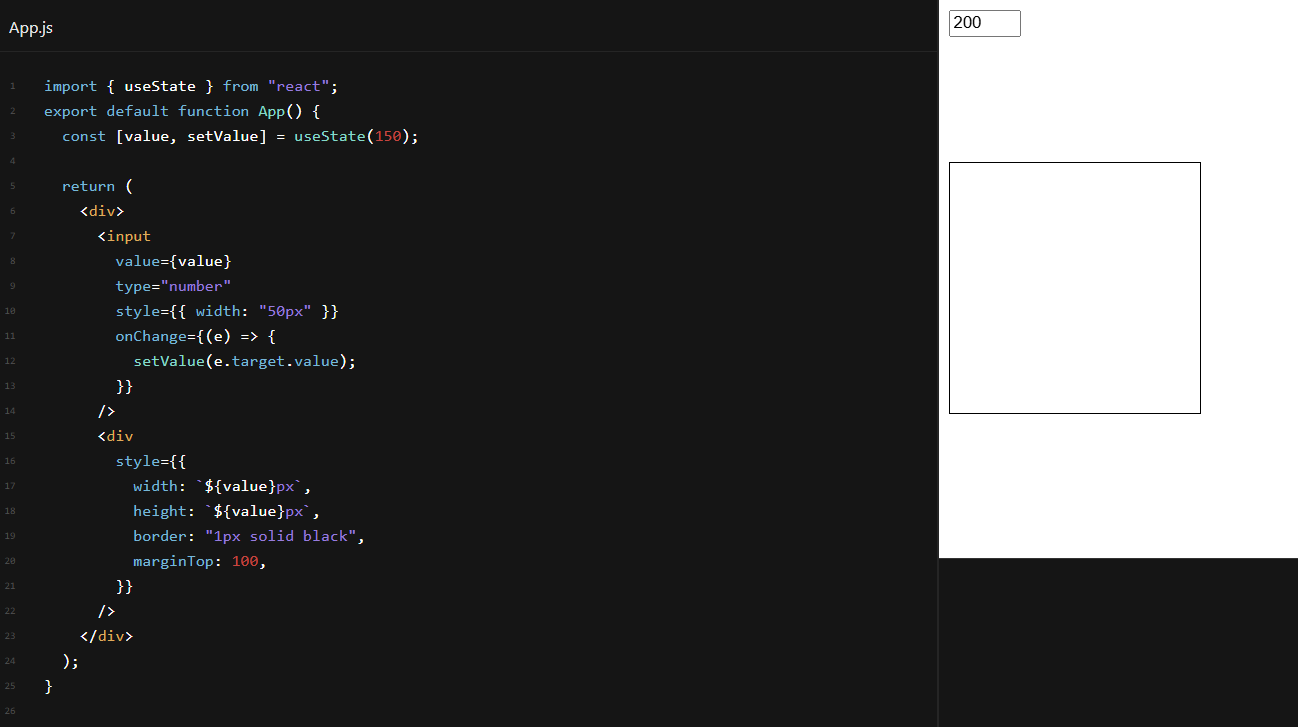 App.js
200
1 import { useState } from "react";
2 export default function App() {
3   const [value, setValue] = useState(150);
4
5   return (
6     <div>
7       <input
8         value={value}
9         type="number"
10         style={{ width: "50px" }}
11         onChange={(e) => {
12           setValue(e.target.value);
13         }}
14       />
15       <div
16         style={{
17           width: `${value}px`,
18           height: `${value}px`,
19           border: "1px solid black",
20           marginTop: 100,
21         }}
22       />
23     </div>
24   );
25 }
26